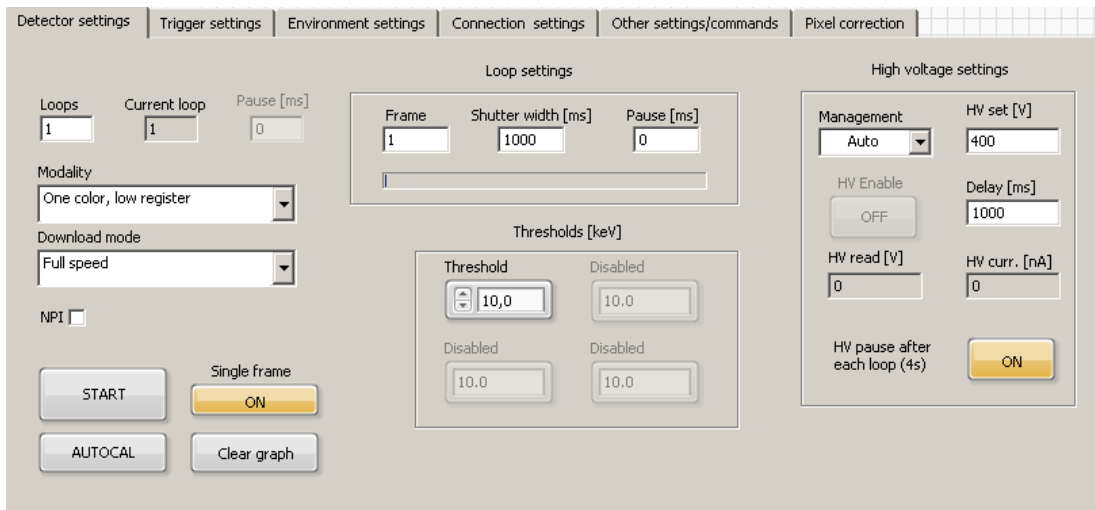 Detector settings
Trigger settings
Environment settings
Connection settings
Other settings/commands
Pixel correction
Loops
Current loop
Pause [ms]
1
1
0
Modality
One color, low register
Download mode
Full speed
NPI
START
Single frame
ON
AUTOCAL
Clear graph
Loop settings
Frame
Shutter width [ms]
Pause [ms]
1
1000
0
Thresholds [keV]
Threshold
Disabled
10,0
10.0
Disabled
Disabled
10.0
10.0
High voltage settings
Management
HV set [V]
Auto
400
HV Enable
Delay [ms]
OFF
1000
HV read [V]
HV curr. [nA]
0
0
HV pause after
each loop (4s)
ON